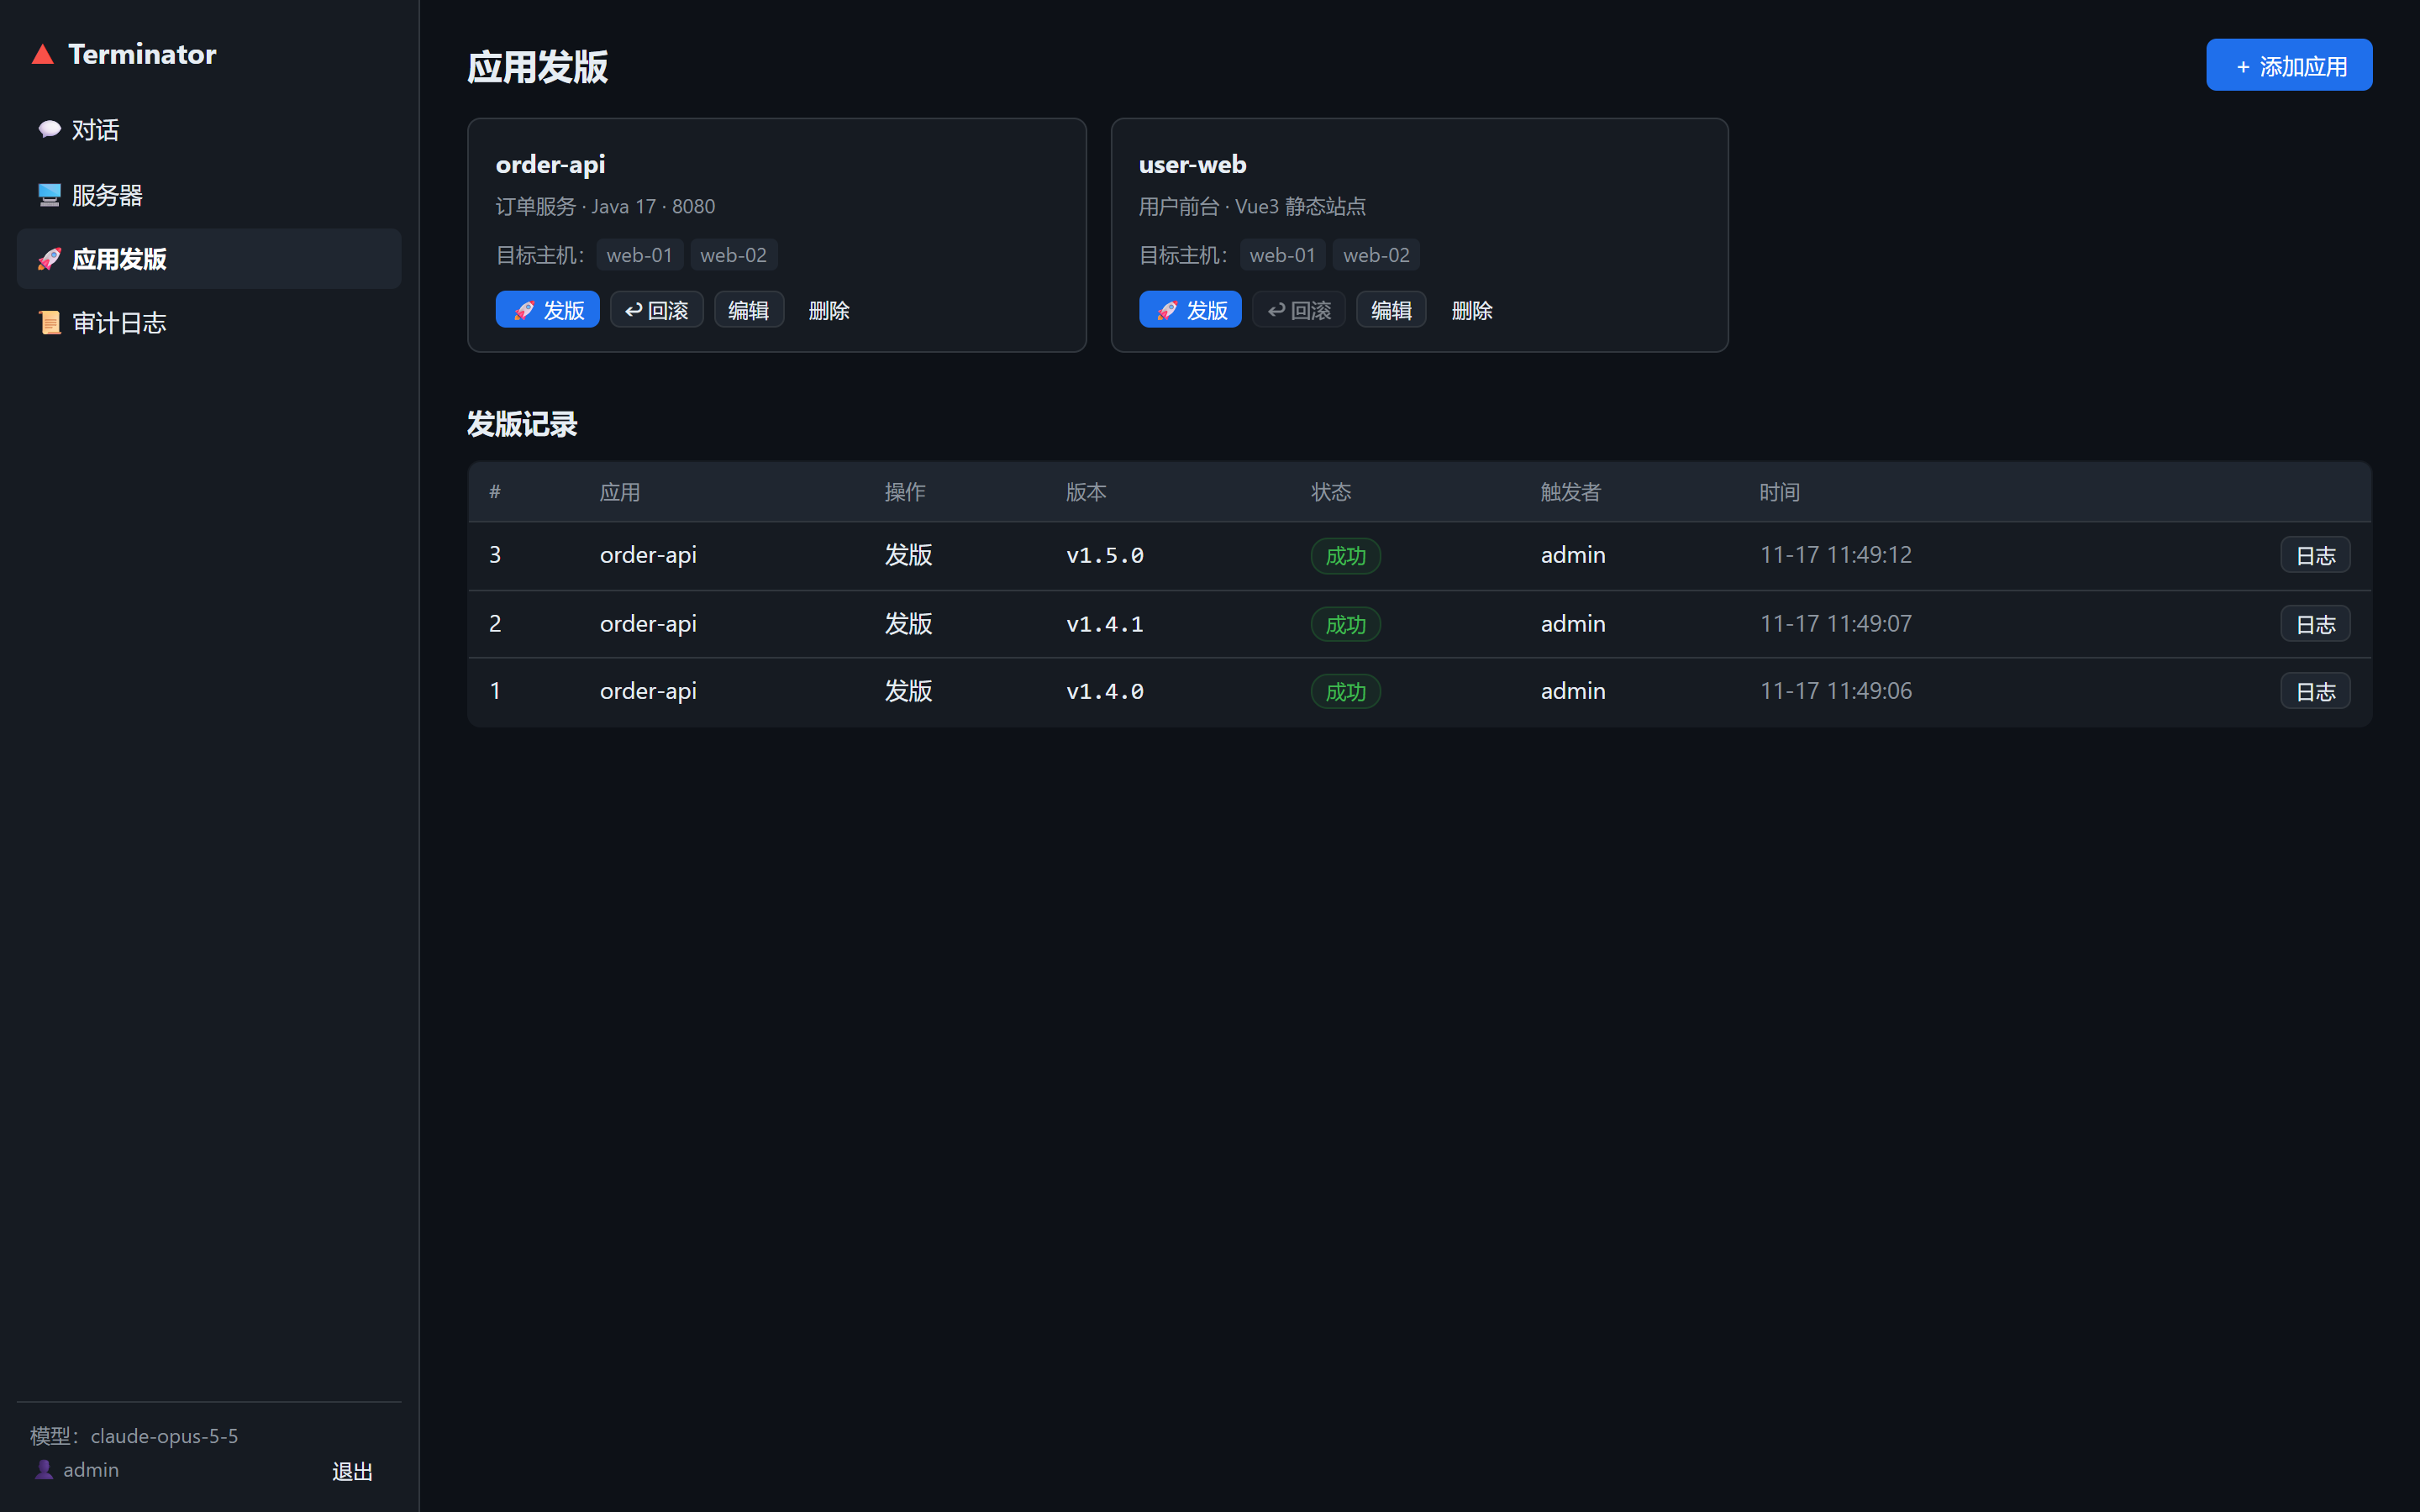 Terminator
对话
服务器
应用发版
审计日志
模型：claude-opus-5-5
admin
退出
应用发版
+ 添加应用
order-api
订单服务 · Java 17 · 8080
目标主机： web-01 web-02
发版 ↩ 回滚 编辑 删除
user-web
用户前台 · Vue3 静态站点
目标主机： web-01 web-02
发版 ↩ 回滚 编辑 删除
发版记录
# 应用 操作 版本 状态 触发者 时间
3 order-api 发版 v1.5.0 成功 admin 11-17 11:49:12 日志
2 order-api 发版 v1.4.1 成功 admin 11-17 11:49:07 日志
1 order-api 发版 v1.4.0 成功 admin 11-17 11:49:06 日志